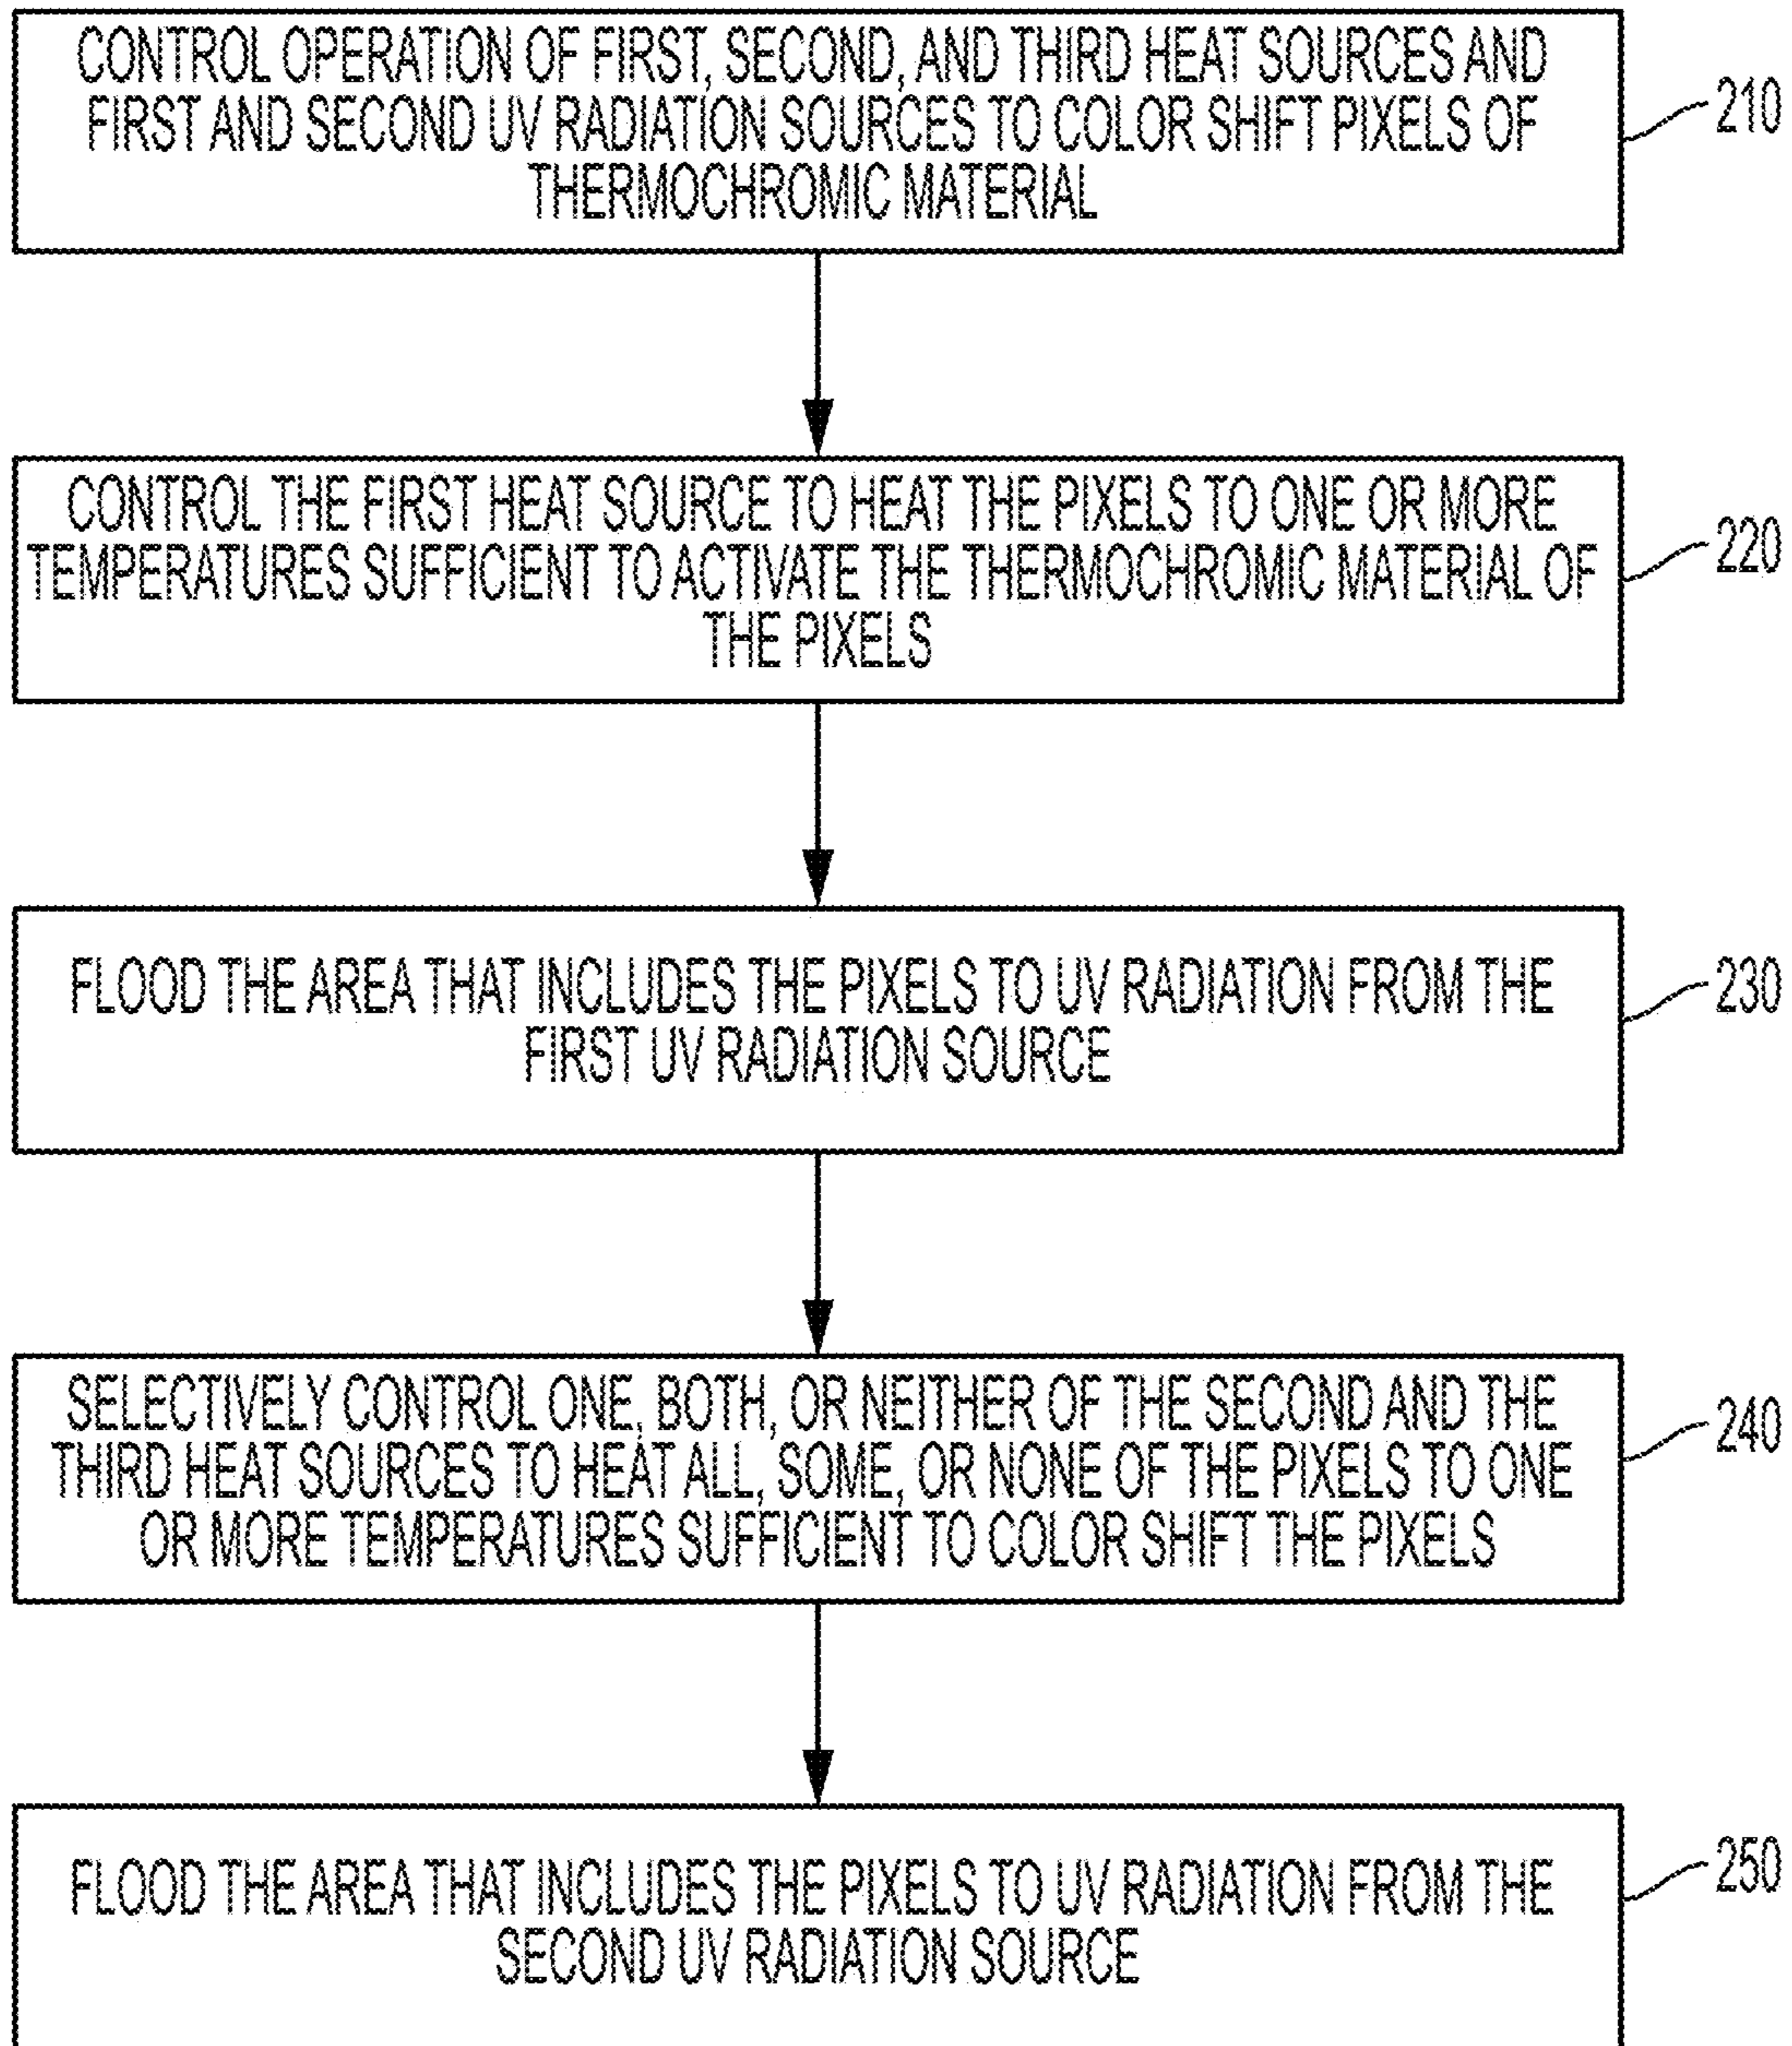 CONTROL OPERATION OF FIRST, SECOND, AND THIRD HEAT SOURCES AND
FIRST AND SECOND UV RADIATION SOURCES TO COLOR SHIFT PIXELS OF
THERMOCHROMIC MATERIAL
210
CONTROL THE FIRST HEAT SOURCE TO HEAT THE PIXELS TO ONE OR MORE
TEMPERATURES SUFFICIENT TO ACTIVATE THE THERMOCHROMIC MATERIAL OF
THE PIXELS
220
FLOOD THE AREA THAT INCLUDES THE PIXELS TO UV RADIATION FROM THE
FIRST UV RADIATION SOURCE
230
SELECTIVELY CONTROL ONE, BOTH, OR NEITHER OF THE SECOND AND THE
THIRD HEAT SOURCES TO HEAT ALL, SOME, OR NONE OF THE PIXELS TO ONE
OR MORE TEMPERATURES SUFFICIENT TO COLOR SHIFT THE PIXELS
240
FLOOD THE AREA THAT INCLUDES THE PIXELS TO UV RADIATION FROM THE
SECOND UV RADIATION SOURCE
250